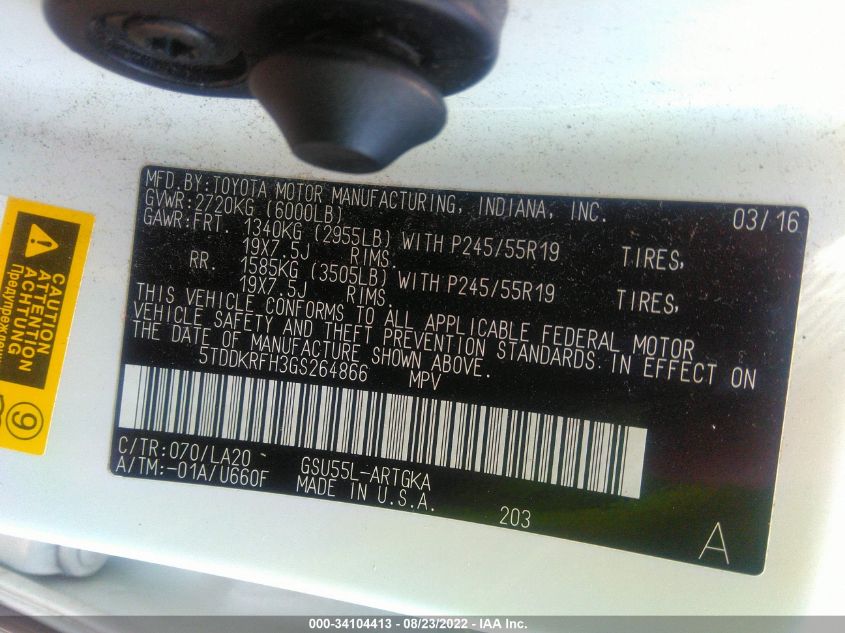 MFD.BY:TOYOTA MOTOR MANUFACTURING, INDIANA, INC. 03/16
GVWR:2720KG (6000LB)
GAWR:FRT. 1340KG (2955LB) WITH P245/55R19 TIRES,
19X7.5J RIMS.
RR. 1585KG (3505LB) WITH P245/55R19 TIRES,
19X7.5J RIMS.
THIS VEHICLE CONFORMS TO ALL APPLICABLE FEDERAL MOTOR
VEHICLE SAFETY AND THEFT PREVENTION STANDARDS IN EFFECT ON
THE DATE OF MANUFACTURE SHOWN ABOVE.
5TDDKRFH3GS264866 MPV
C/TR:070/LA20 GSU55L-ARTGKA
A/TM:-01A/U660F MADE IN U.S.A.
203
A
CAUTION
ATTENTION
ACHTUNG
9
000-34104413 - 08/23/2022 - IAA Inc.